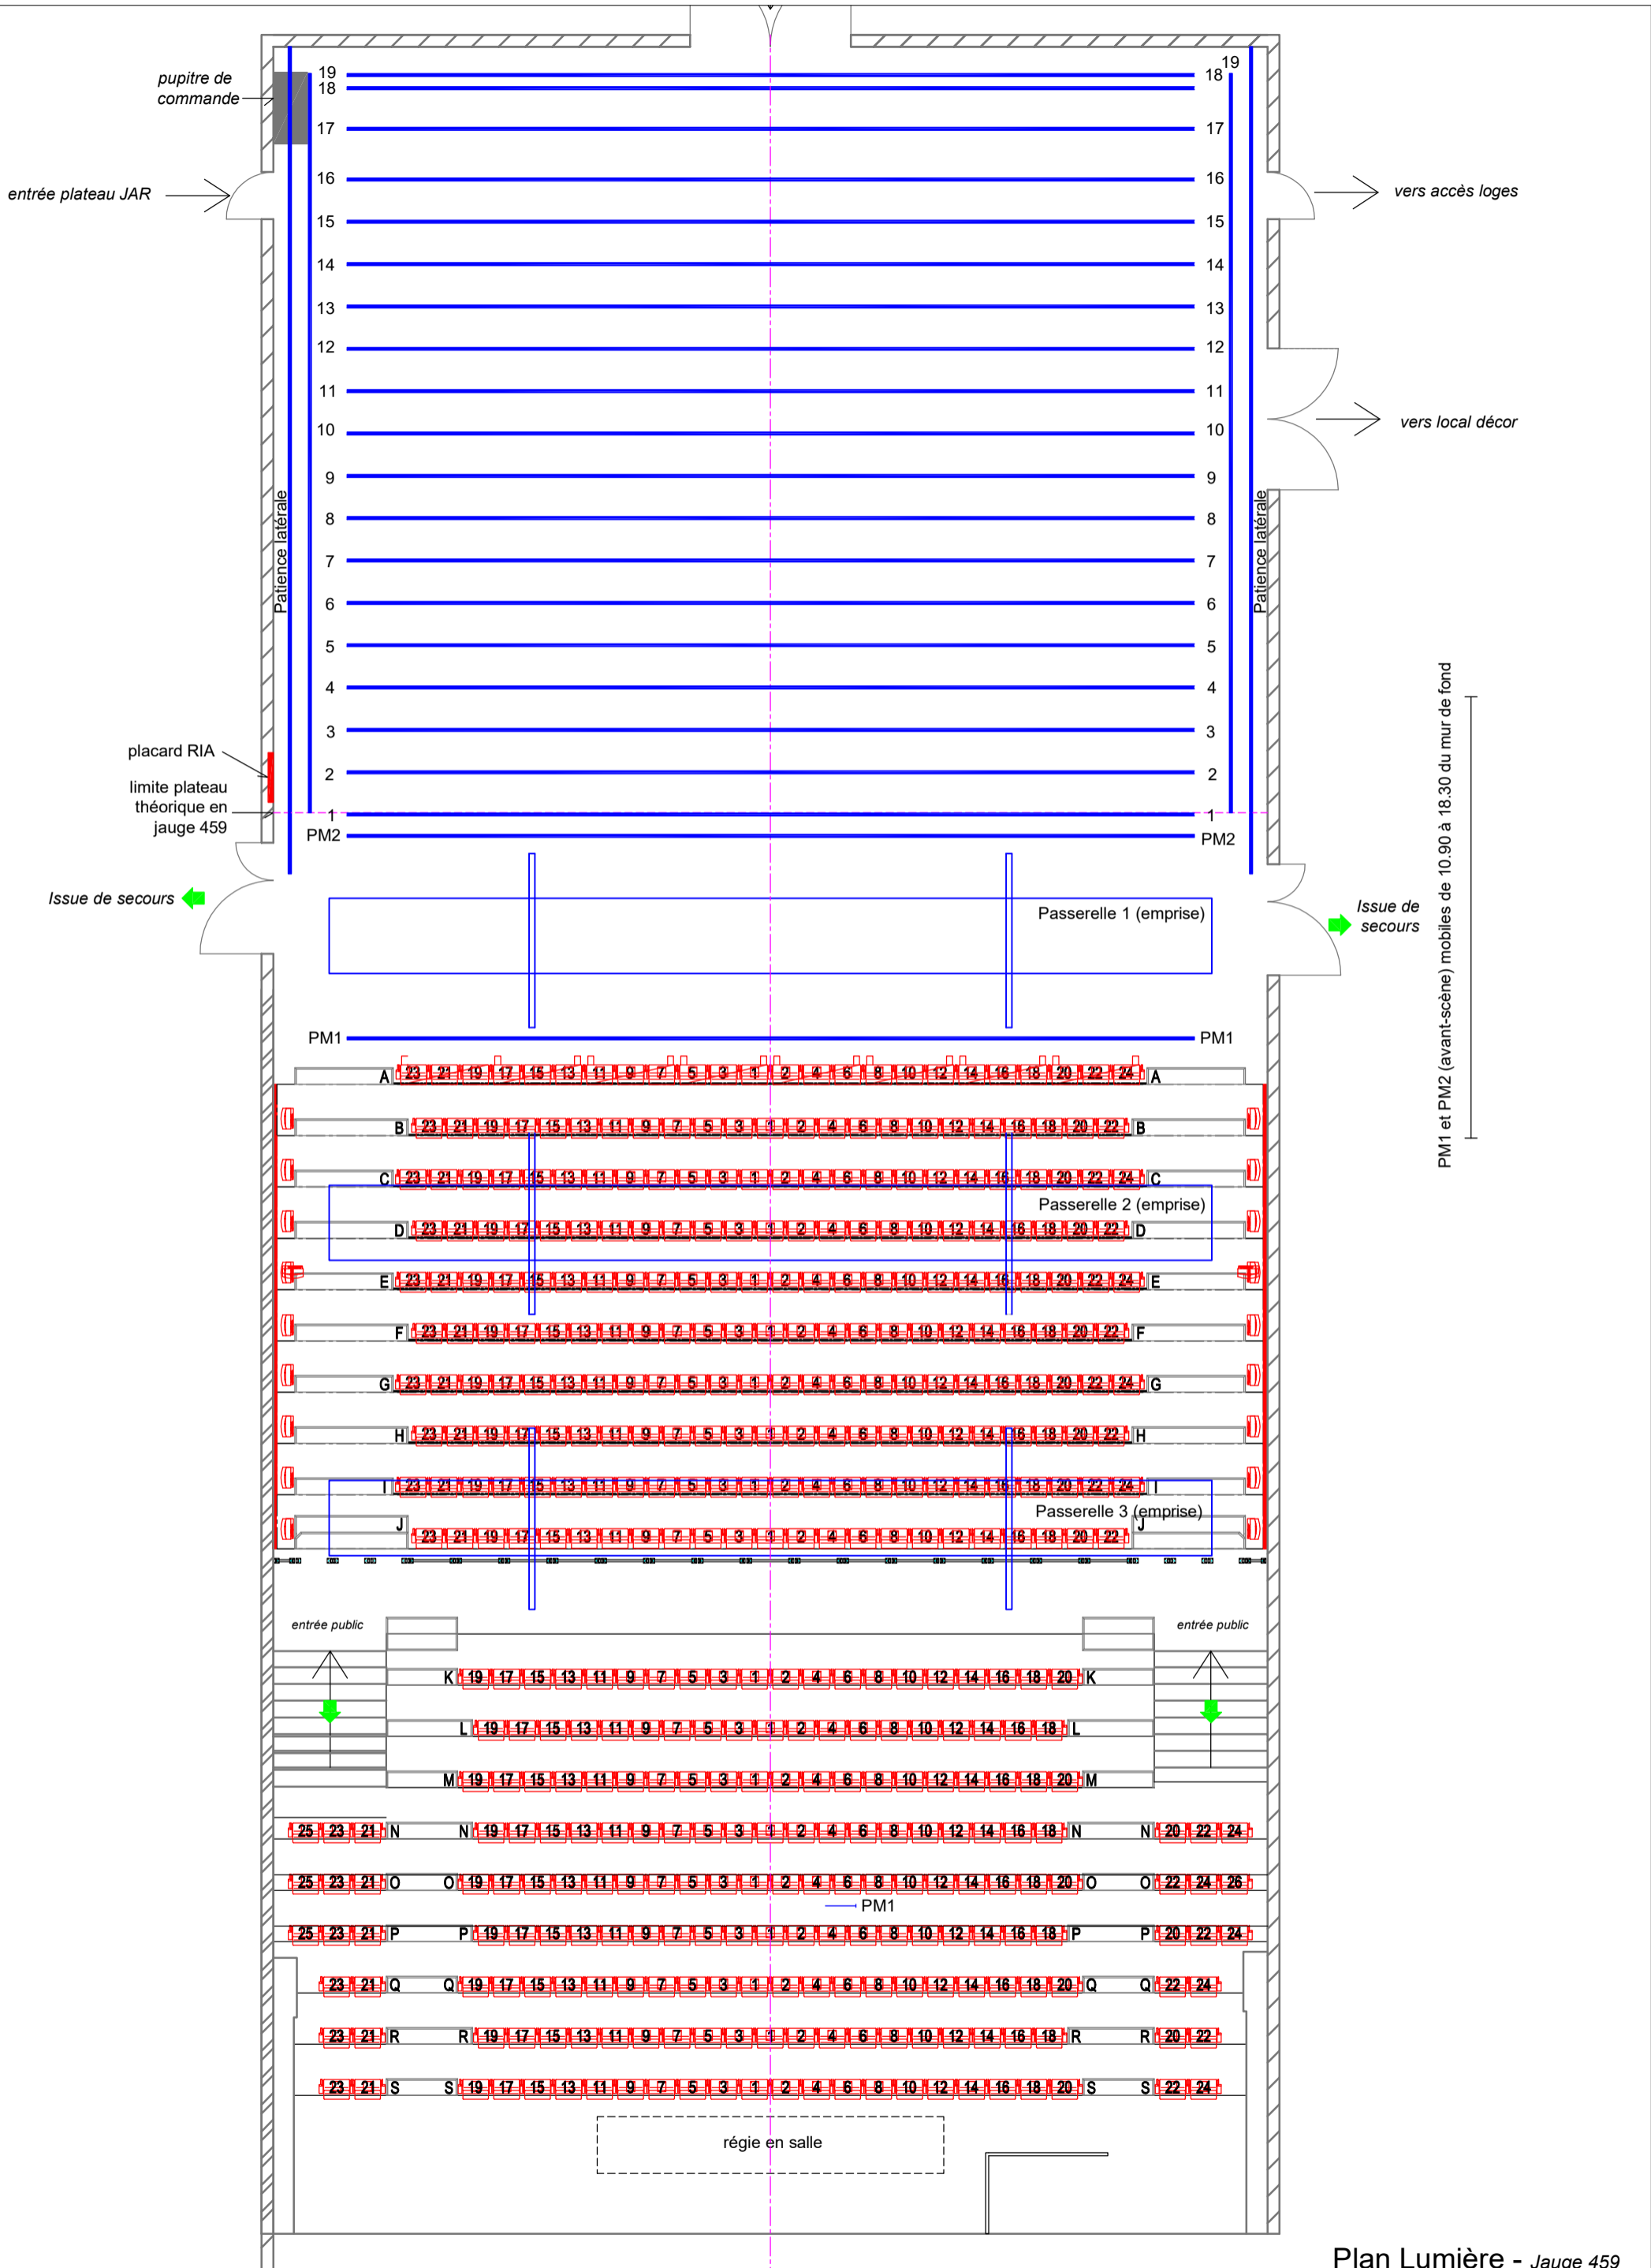 pupitre de
commande
19
18
19
18
17 17
entrée plateau JAR
16 16
vers accès loges
15 15
14 14
13 13
12 12
11 11
vers local décor
10 10
9 9
8 8
Patience latérale
Patience latérale
7 7
6 6
5 5
4 4
3 3
placard RIA
2 2
limite plateau
théorique en
jauge 459
1 1
PM2 PM2
PM1 et PM2 (avant-scène) mobiles de 10.90 à 18.30 du mur de fond
Issue de secours
Issue de
secours
Passerelle 1 (emprise)
PM1 PM1
A 23 21 19 17 15 13 11 9 7 5 3 1 2 4 6 8 10 12 14 16 18 20 22 24 A
B 23 21 19 17 15 13 11 9 7 5 3 1 2 4 6 8 10 12 14 16 18 20 22 B
C 23 21 19 17 15 13 11 9 7 5 3 1 2 4 6 8 10 12 14 16 18 20 22 24 C
Passerelle 2 (emprise)
D 23 21 19 17 15 13 11 9 7 5 3 1 2 4 6 8 10 12 14 16 18 20 22 D
E 23 21 19 17 15 13 11 9 7 5 3 1 2 4 6 8 10 12 14 16 18 20 22 24 E
F 23 21 19 17 15 13 11 9 7 5 3 1 2 4 6 8 10 12 14 16 18 20 22 F
G 23 21 19 17 15 13 11 9 7 5 3 1 2 4 6 8 10 12 14 16 18 20 22 24 G
H 23 21 19 17 15 13 11 9 7 5 3 1 2 4 6 8 10 12 14 16 18 20 22 H
I 23 21 19 17 15 13 11 9 7 5 3 1 2 4 6 8 10 12 14 16 18 20 22 24 I
Passerelle 3 (emprise)
J 23 21 19 17 15 13 11 9 7 5 3 1 2 4 6 8 10 12 14 16 18 20 22 J
entrée public
entrée public
K 19 17 15 13 11 9 7 5 3 1 2 4 6 8 10 12 14 16 18 20 K
L 19 17 15 13 11 9 7 5 3 1 2 4 6 8 10 12 14 16 18 L
M 19 17 15 13 11 9 7 5 3 1 2 4 6 8 10 12 14 16 18 20 M
25 23 21 N N 19 17 15 13 11 9 7 5 3 1 2 4 6 8 10 12 14 16 18 N N 20 22 24
25 23 21 O O 19 17 15 13 11 9 7 5 3 1 2 4 6 8 10 12 14 16 18 20 O O 22 24 26
PM1
25 23 21 P P 19 17 15 13 11 9 7 5 3 1 2 4 6 8 10 12 14 16 18 P P 20 22 24
23 21 Q Q 19 17 15 13 11 9 7 5 3 1 2 4 6 8 10 12 14 16 18 20 Q Q 22 24
23 21 R R 19 17 15 13 11 9 7 5 3 1 2 4 6 8 10 12 14 16 18 R R 20 22
23 21 S S 19 17 15 13 11 9 7 5 3 1 2 4 6 8 10 12 14 16 18 20 S S 22 24
régie en salle
Plan Lumière - Jauge 459